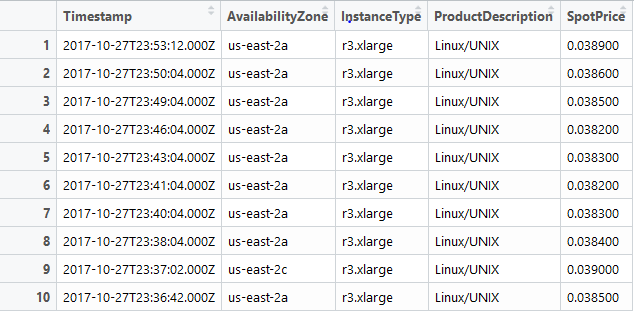 Timestamp AvailabilityZone InstanceType ProductDescription SpotPrice
1 2017-10-27T23:53:12.000Z us-east-2a r3.xlarge Linux/UNIX 0.038900
2 2017-10-27T23:50:04.000Z us-east-2a r3.xlarge Linux/UNIX 0.038600
3 2017-10-27T23:49:04.000Z us-east-2a r3.xlarge Linux/UNIX 0.038500
4 2017-10-27T23:46:04.000Z us-east-2a r3.xlarge Linux/UNIX 0.038200
5 2017-10-27T23:43:04.000Z us-east-2a r3.xlarge Linux/UNIX 0.038300
6 2017-10-27T23:41:04.000Z us-east-2a r3.xlarge Linux/UNIX 0.038200
7 2017-10-27T23:40:04.000Z us-east-2a r3.xlarge Linux/UNIX 0.038300
8 2017-10-27T23:38:04.000Z us-east-2a r3.xlarge Linux/UNIX 0.038400
9 2017-10-27T23:37:02.000Z us-east-2c r3.xlarge Linux/UNIX 0.039000
10 2017-10-27T23:36:42.000Z us-east-2a r3.xlarge Linux/UNIX 0.038500